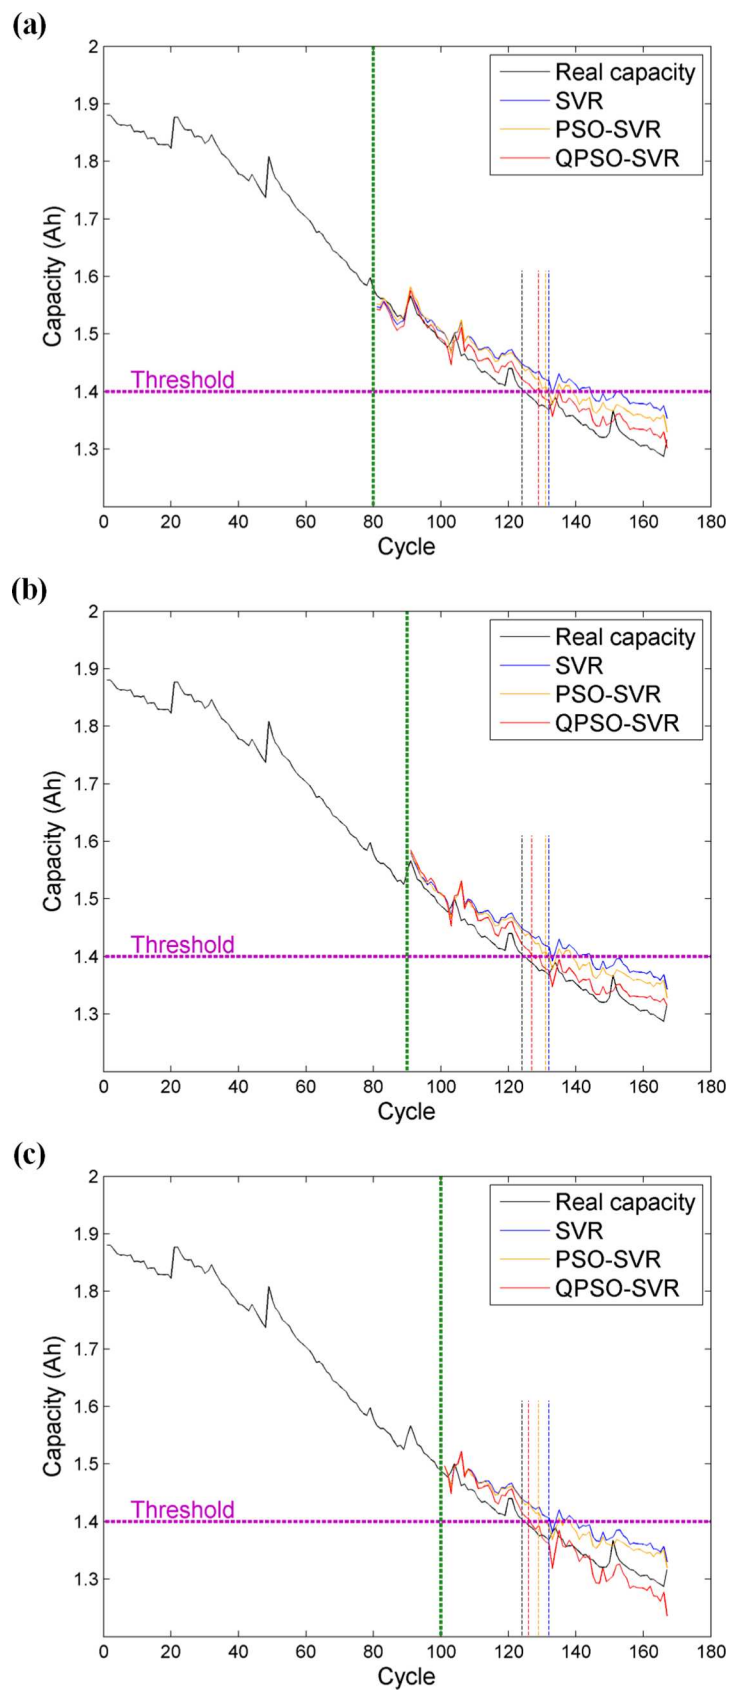 (a)
2
1.9
1.8
1.7
1.6
1.5
1.4
1.3
Capacity (Ah)
Real capacity
SVR
PSO-SVR
QPSO-SVR
Threshold
0 20 40 60 80 100 120 140 160 180
Cycle
(b)
2
1.9
1.8
1.7
1.6
1.5
1.4
1.3
Capacity (Ah)
Real capacity
SVR
PSO-SVR
QPSO-SVR
Threshold
0 20 40 60 80 100 120 140 160 180
Cycle
(c)
2
1.9
1.8
1.7
1.6
1.5
1.4
1.3
Capacity (Ah)
Real capacity
SVR
PSO-SVR
QPSO-SVR
Threshold
0 20 40 60 80 100 120 140 160 180
Cycle